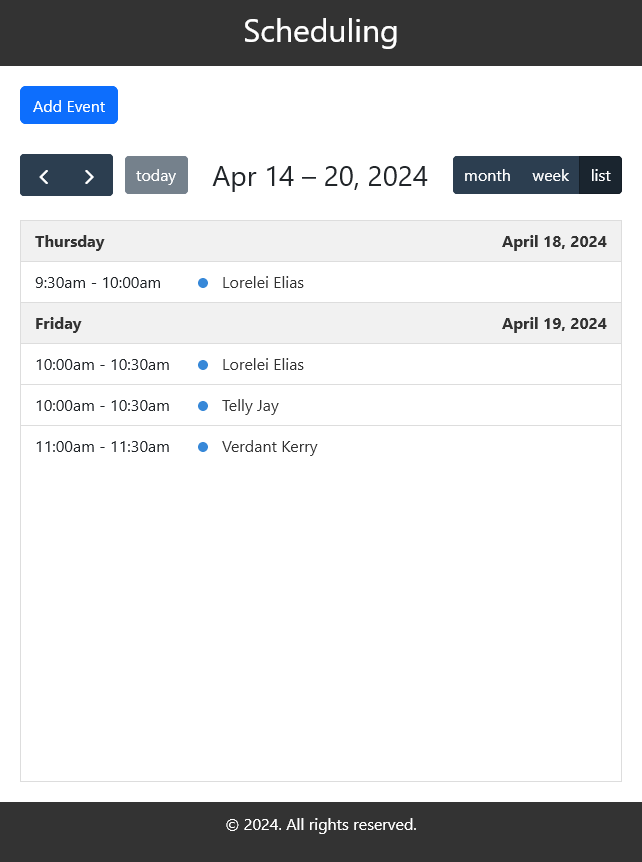 Scheduling
Add Event
today Apr 14 – 20, 2024 month week list
Thursday April 18, 2024
9:30am - 10:00am Lorelei Elias
Friday April 19, 2024
10:00am - 10:30am Lorelei Elias
10:00am - 10:30am Telly Jay
11:00am - 11:30am Verdant Kerry
© 2024. All rights reserved.